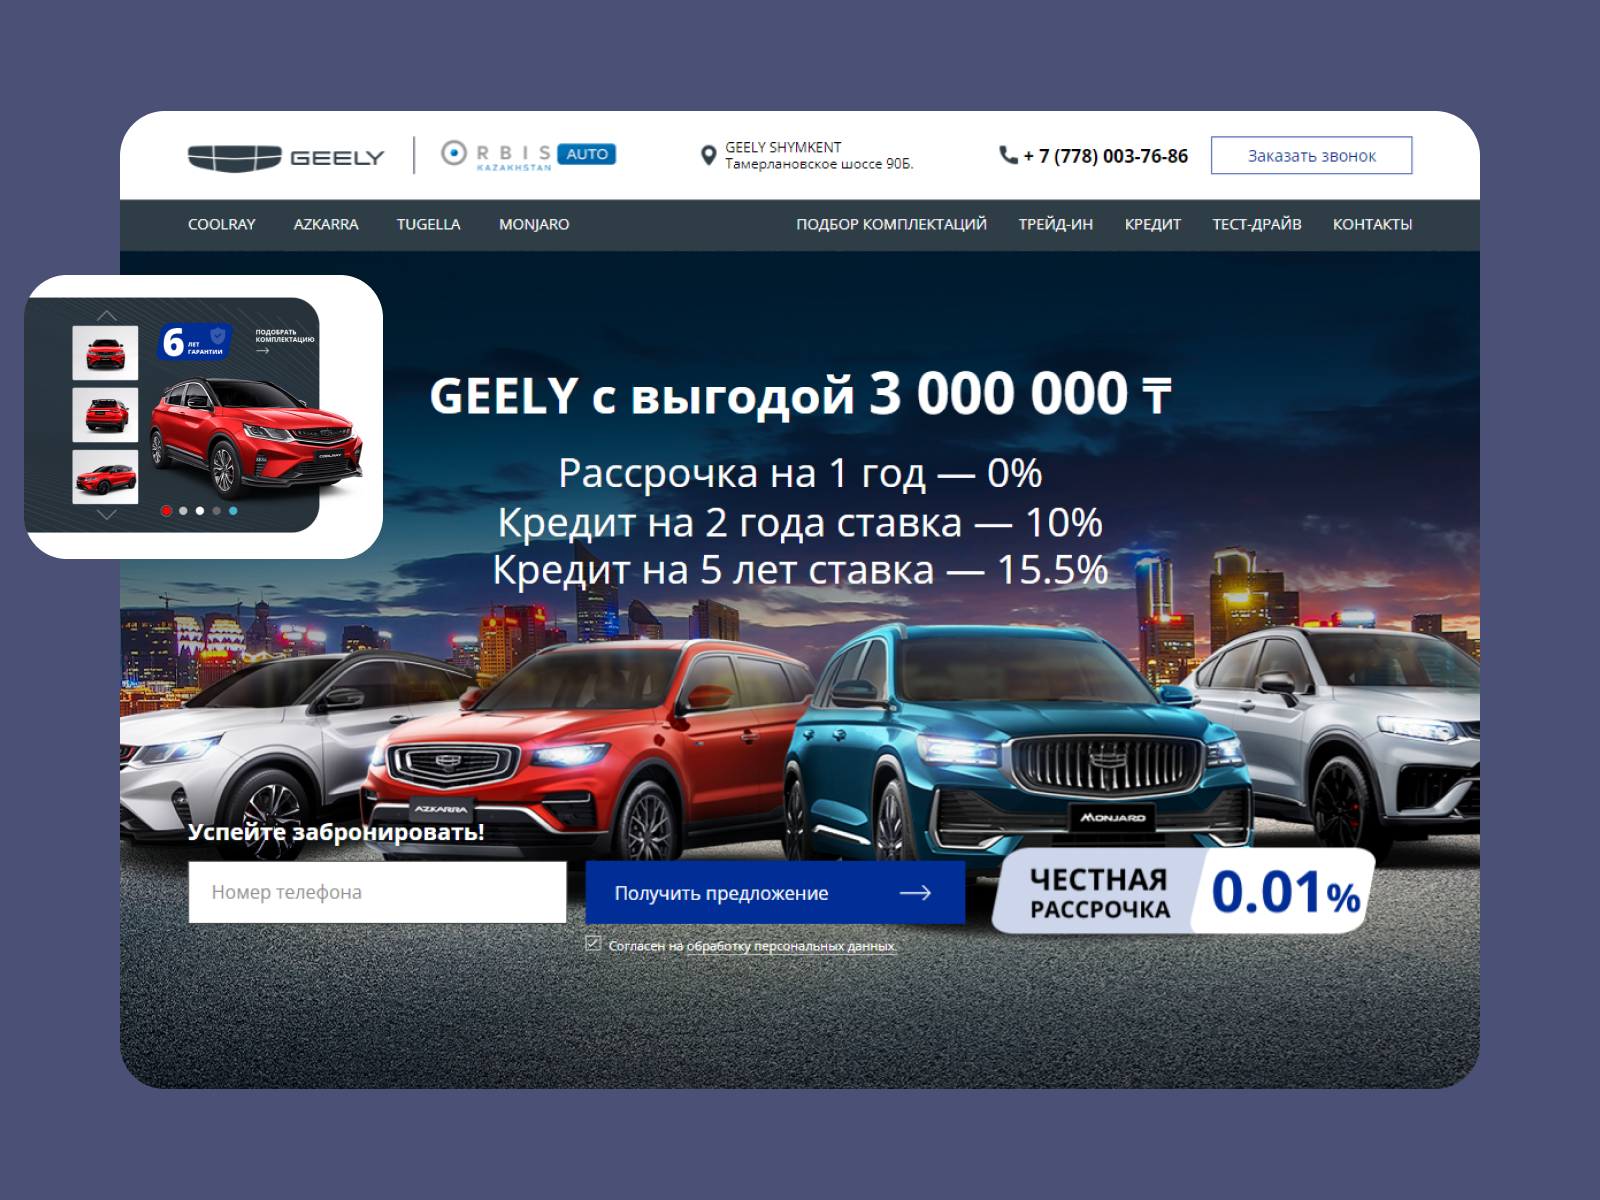 GEELY
ORBIS AUTO
KAZAKHSTAN
GEELY SHYMKENT
Тамерлановское шоссе 90Б.
+ 7 (778) 003-76-86
Заказать звонок
COOLRAY AZKARRA TUGELLA MONJARO ПОДБОР КОМПЛЕКТАЦИЙ ТРЕЙД-ИН КРЕДИТ ТЕСТ-ДРАЙВ КОНТАКТЫ
6 ЛЕТ
ГАРАНТИИ
ПОДОБРАТЬ
КОМПЛЕКТАЦИЮ
COOLRAY
GEELY с выгодой 3 000 000 ₸
Рассрочка на 1 год — 0%
Кредит на 2 года ставка — 10%
Кредит на 5 лет ставка — 15.5%
AZKARRA
MONJARO
Успейте забронировать!
Номер телефона
Получить предложение
Согласен на обработку персональных данных.
ЧЕСТНАЯ
РАССРОЧКА
0.01%